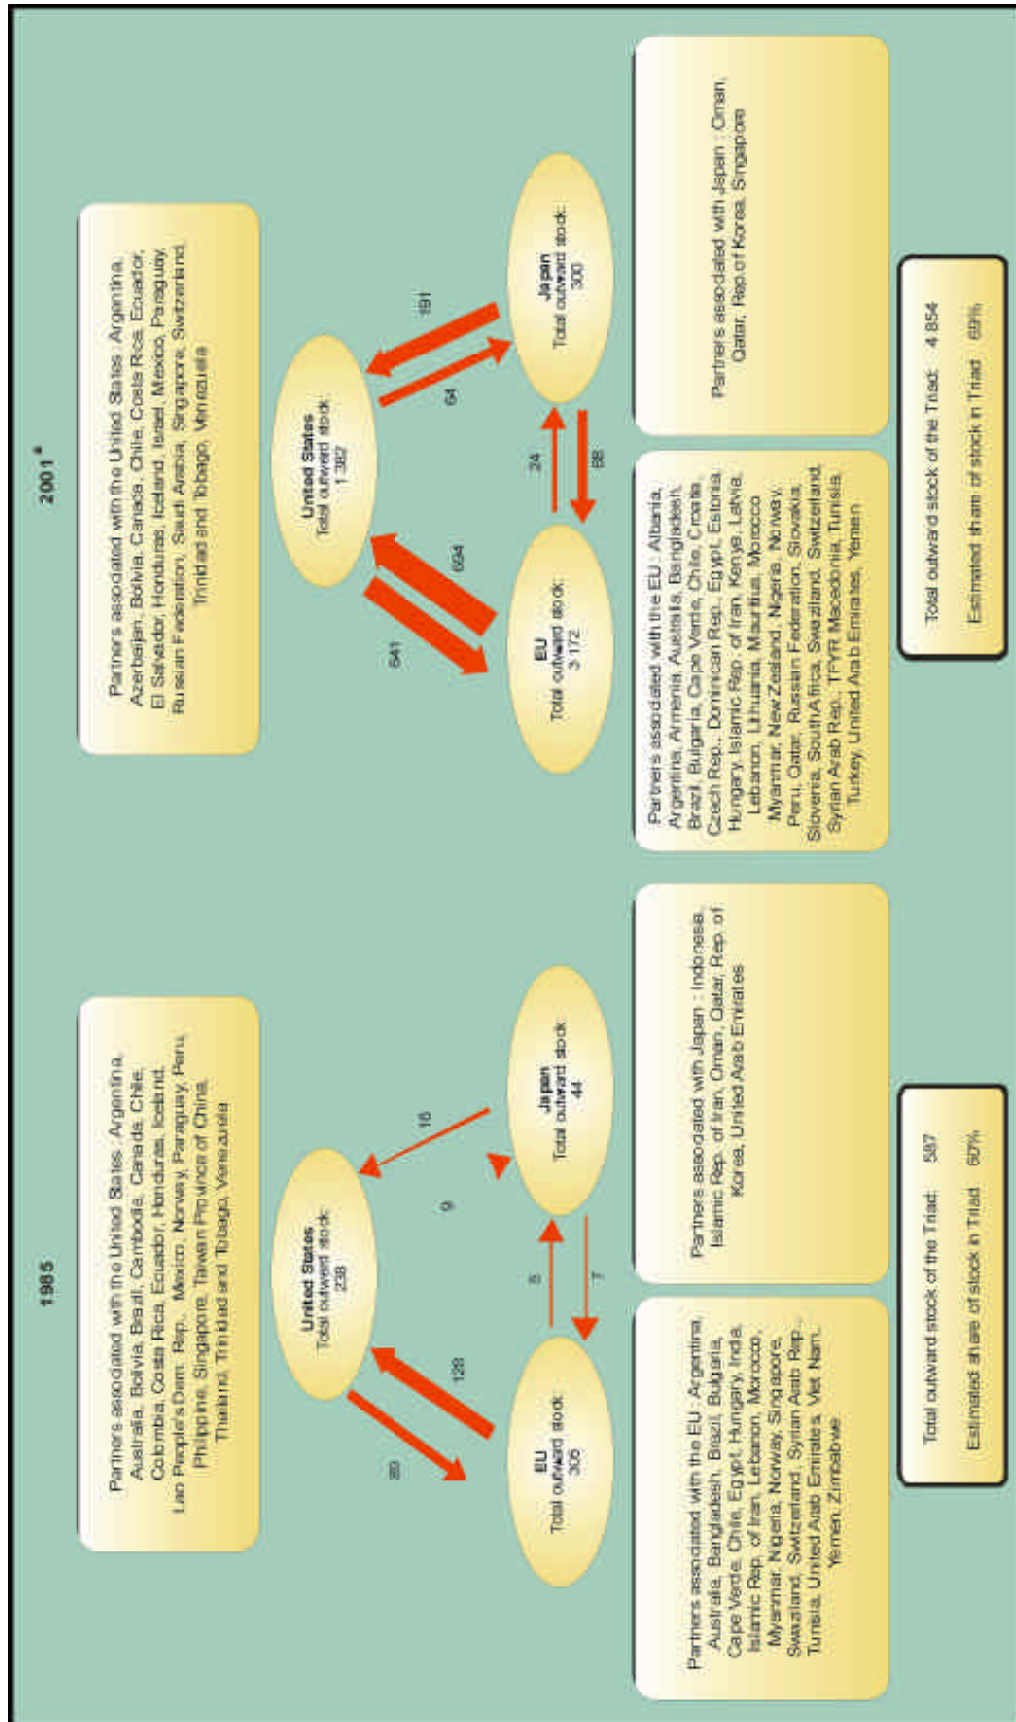 1985
Partners associated with the United States : Argentina,
Australia, Bolivia, Brazil, Cambodia, Canada, Chile,
Colombia, Costa Rica, Ecuador, Honduras, Iceland,
Lao People's Dem. Rep., Mexico, Norway, Paraguay, Peru,
Philippine, Singapore, Taiwan Province of China,
Thailand, Trinidad and Tobago, Venezuela
United States
Total outward stock:
238
16
9
EU
Total outward stock:
305
7
Japan
Total outward stock:
44
Partners associated with the EU : Argentina,
Australia, Bangladesh, Brazil, Bulgaria,
Cape Verde, Chile, Egypt, Hungary, India,
Islamic Rep. of Iran, Lebanon, Morocco,
Myanmar, Nigeria, Norway, Singapore,
Swaziland, Switzerland, Syrian Arab Rep.,
Tunisia, United Arab Emirates, Viet Nam,
Yemen, Zimbabwe
Partners associated with Japan : Indonesia,
Islamic Rep. of Iran, Oman, Qatar, Rep. of
Korea, United Arab Emirates
Total outward stock of the Triad: 587
Estimated share of stock in Triad: 60%
2001 a
Partners associated with the United States : Argentina,
Azerbaijan, Bolivia, Canada, Chile, Costa Rica, Ecuador,
El Salvador, Honduras, Iceland, Israel, Mexico, Paraguay,
Russian Federation, Saudi Arabia, Singapore, Switzerland,
Trinidad and Tobago, Venezuela
United States
Total outward stock:
1 382
191
64
EU
Total outward stock:
3 172
24
Japan
Total outward stock:
300
Partners associated with the EU : Albania,
Argentina, Armenia, Australia, Bangladesh,
Brazil, Bulgaria, Cape Verde, Chile, Croatia,
Czech Rep., Dominican Rep., Egypt, Estonia,
Hungary, Islamic Rep. of Iran, Kenya, Latvia,
Lebanon, Lithuania, Mauritius, Morocco
Myanmar, New Zealand, Nigeria, Norway,
Peru, Qatar, Russian Federation, Slovakia,
Slovenia, South Africa, Swaziland, Switzerland,
Syrian Arab Rep., TFYR Macedonia, Tunisia,
Turkey, United Arab Emirates, Yemen
Partners associated with Japan : Oman,
Qatar, Rep.of Korea, Singapore
Total outward stock of the Triad: 4 854
Estimated share of stock in Triad 69%